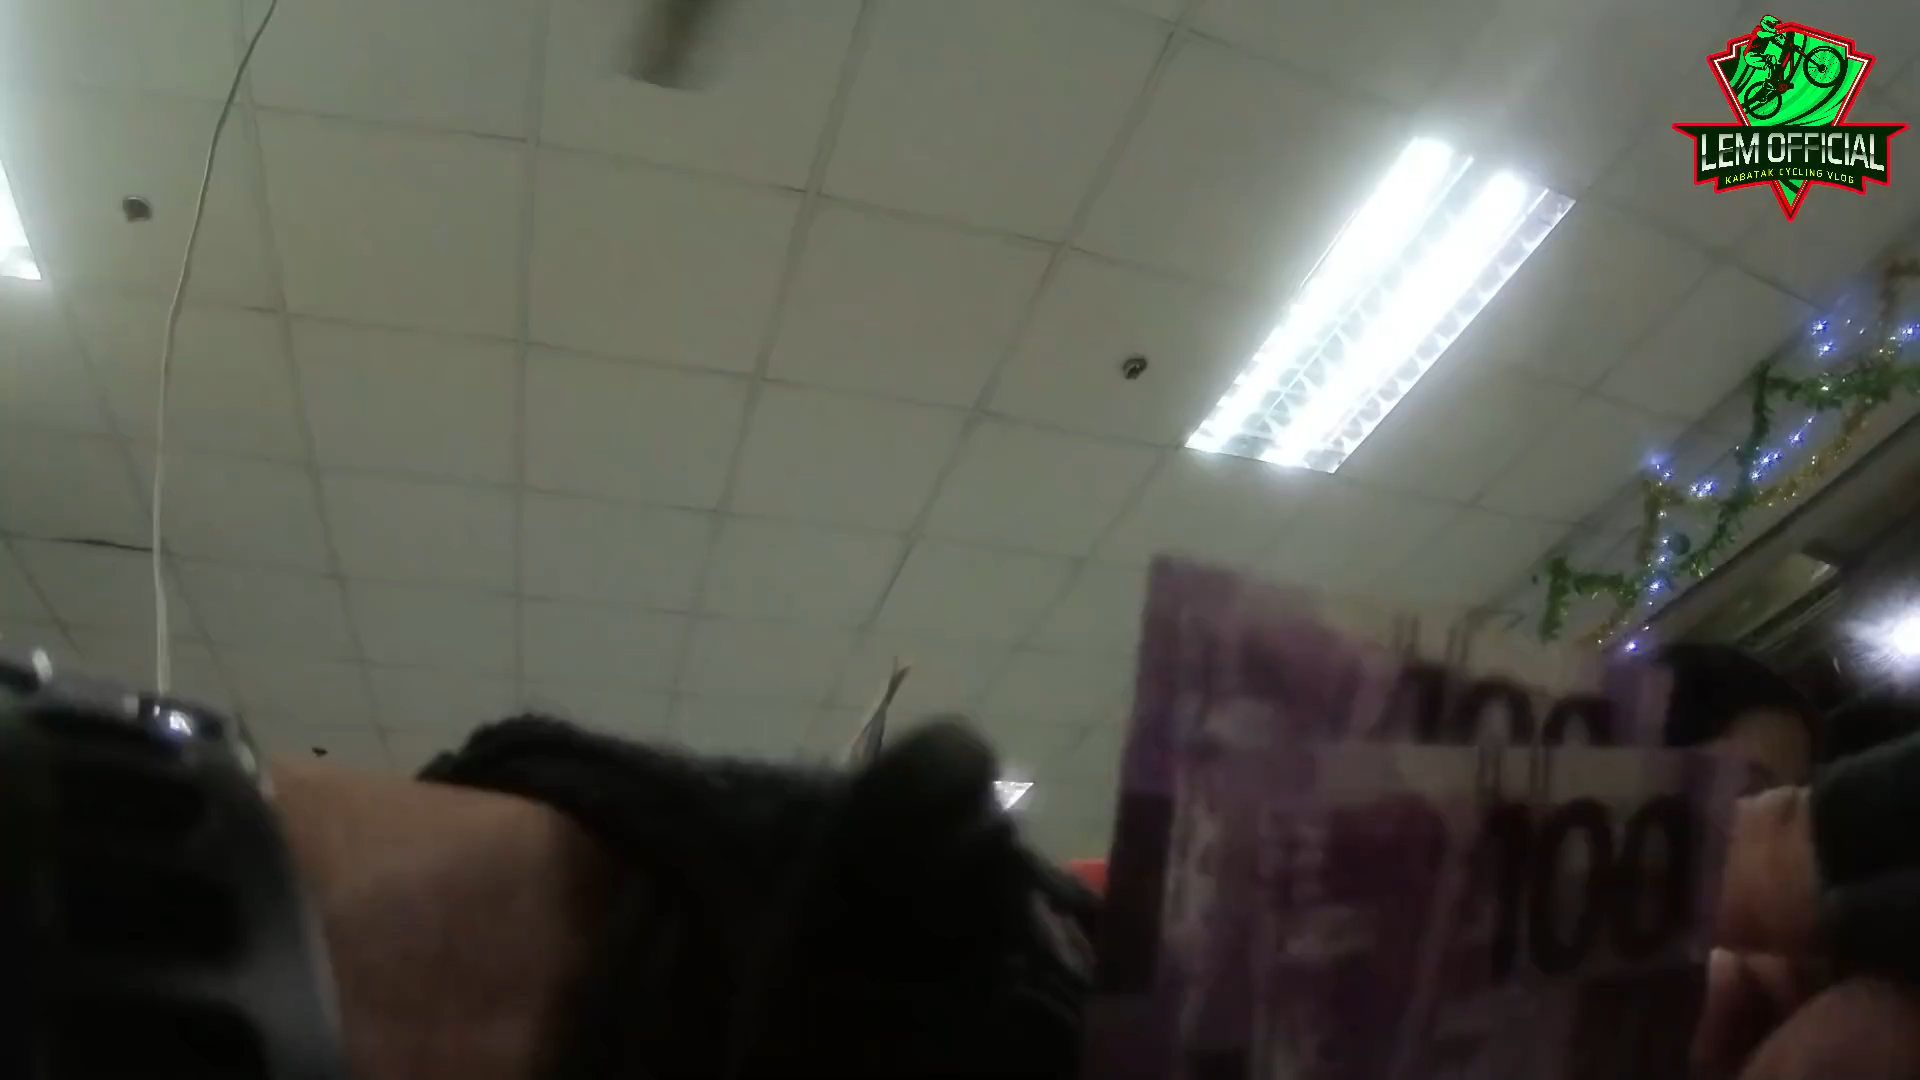 LEM OFFICIAL
KABATAK CYCLING VLOG
100
100